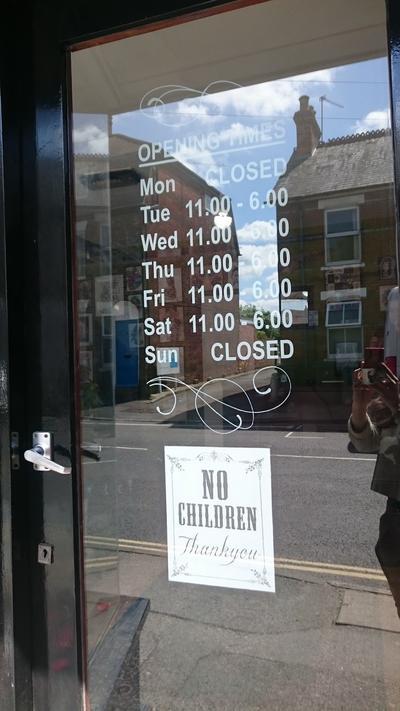 OPENING TIMES
Mon CLOSED
Tue 11.00 - 6.00
Wed 11.00 - 6.00
Thu 11.00 - 6.00
Fri 11.00 - 6.00
Sat 11.00 - 6.00
Sun CLOSED
NO
CHILDREN
Thankyou